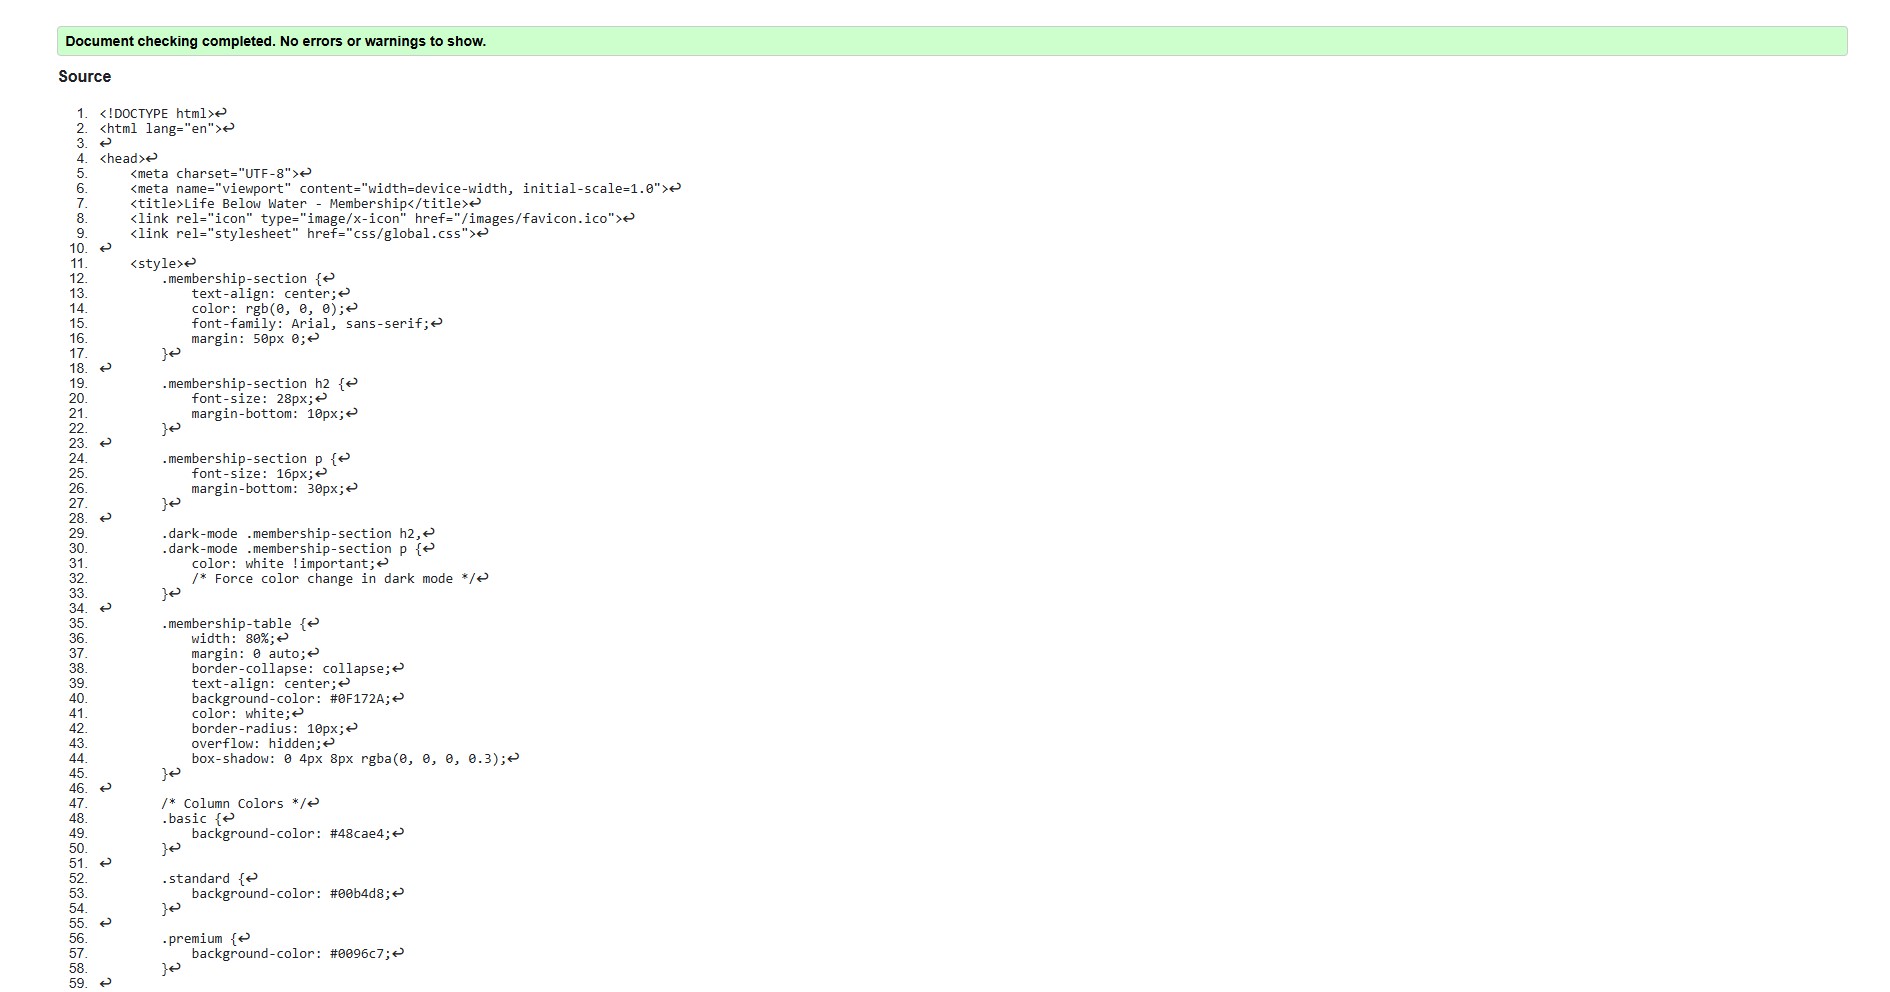 Document checking completed. No errors or warnings to show.
Source
1. <!DOCTYPE html>↩
2. <html lang="en">↩
3. ↩
4. <head>↩
5.     <meta charset="UTF-8">↩
6.     <meta name="viewport" content="width=device-width, initial-scale=1.0">↩
7.     <title>Life Below Water - Membership</title>↩
8.     <link rel="icon" type="image/x-icon" href="/images/favicon.ico">↩
9.     <link rel="stylesheet" href="css/global.css">↩
10. ↩
11.     <style>↩
12.         .membership-section {↩
13.             text-align: center;↩
14.             color: rgb(0, 0, 0);↩
15.             font-family: Arial, sans-serif;↩
16.             margin: 50px 0;↩
17.         }↩
18. ↩
19.         .membership-section h2 {↩
20.             font-size: 28px;↩
21.             margin-bottom: 10px;↩
22.         }↩
23. ↩
24.         .membership-section p {↩
25.             font-size: 16px;↩
26.             margin-bottom: 30px;↩
27.         }↩
28. ↩
29.         .dark-mode .membership-section h2,↩
30.         .dark-mode .membership-section p {↩
31.             color: white !important;↩
32.             /* Force color change in dark mode */↩
33.         }↩
34. ↩
35.         .membership-table {↩
36.             width: 80%;↩
37.             margin: 0 auto;↩
38.             border-collapse: collapse;↩
39.             text-align: center;↩
40.             background-color: #0F172A;↩
41.             color: white;↩
42.             border-radius: 10px;↩
43.             overflow: hidden;↩
44.             box-shadow: 0 4px 8px rgba(0, 0, 0, 0.3);↩
45.         }↩
46. ↩
47.         /* Column Colors */↩
48.         .basic {↩
49.             background-color: #48cae4;↩
50.         }↩
51. ↩
52.         .standard {↩
53.             background-color: #00b4d8;↩
54.         }↩
55. ↩
56.         .premium {↩
57.             background-color: #0096c7;↩
58.         }↩
59. ↩